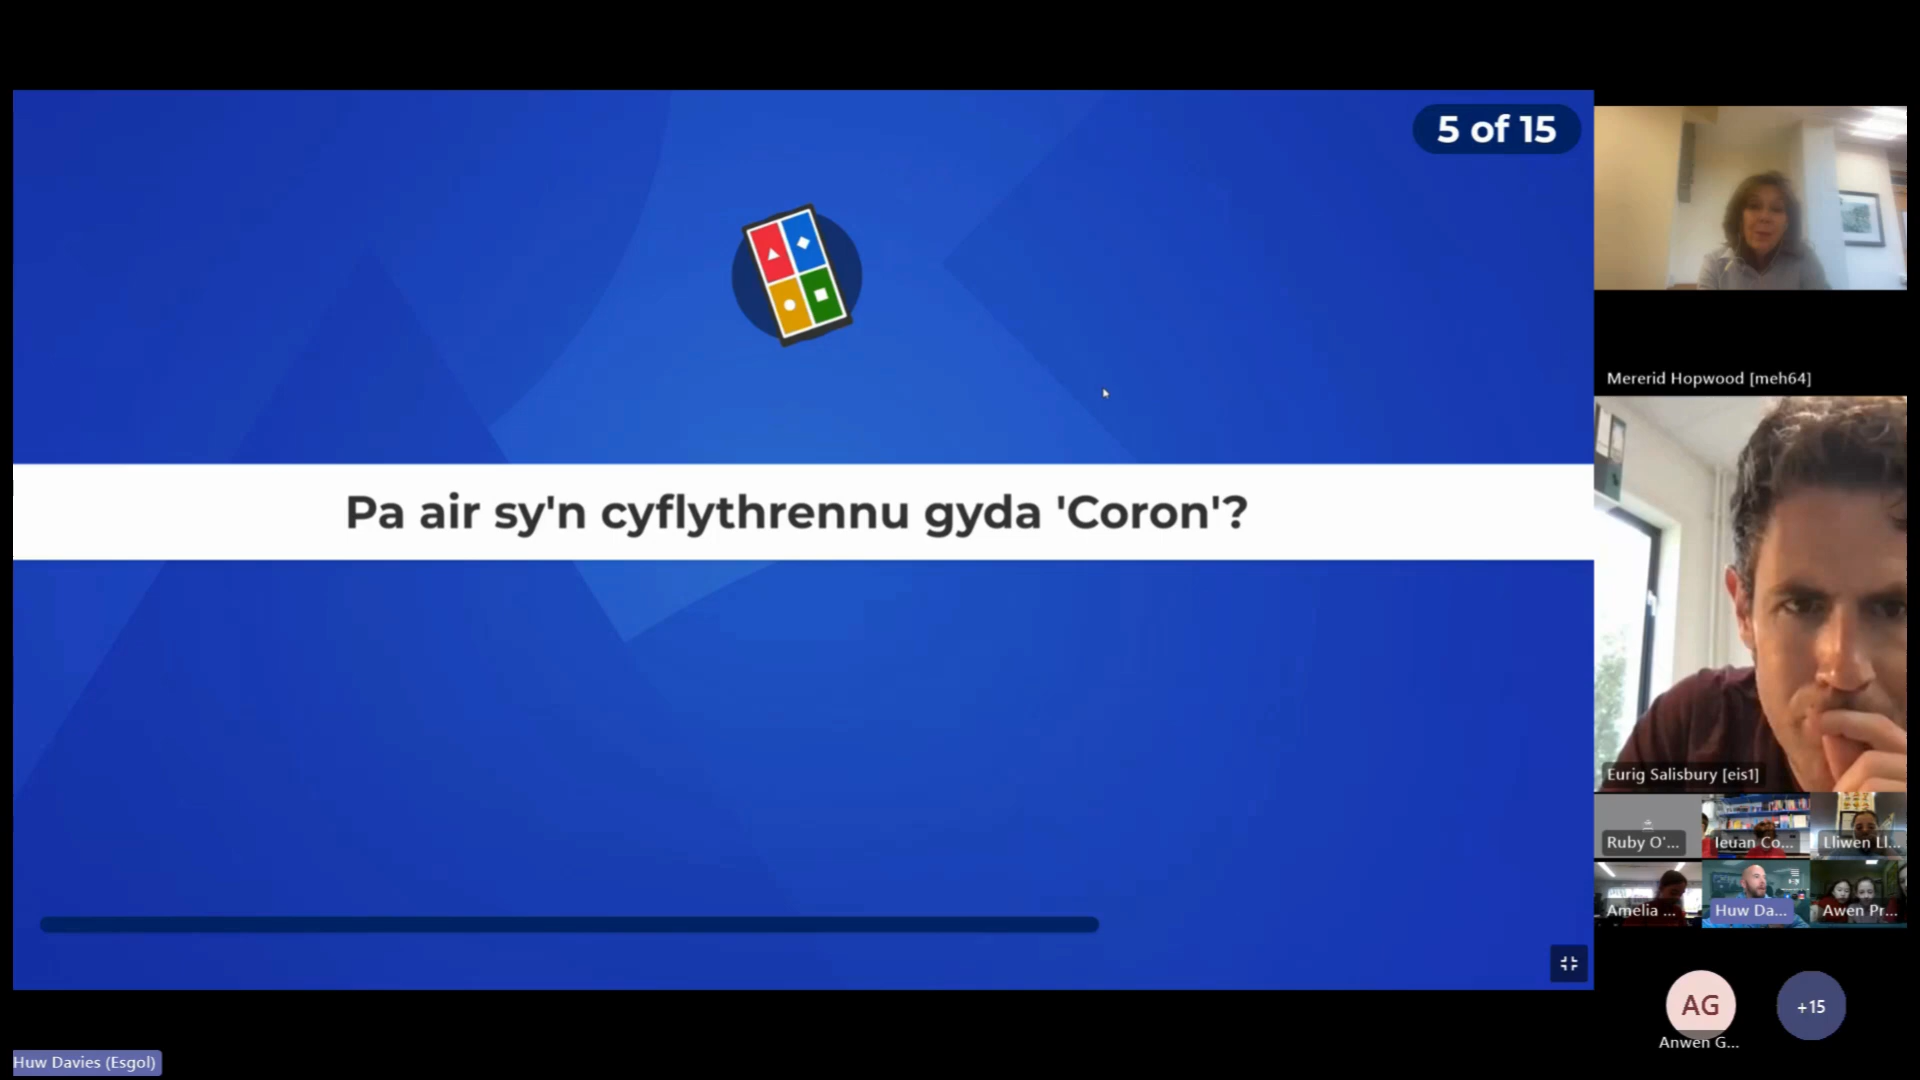 5 of 15
Pa air sy'n cyflythrennu gyda 'Coron'?
Mererid Hopwood [meh64]
Eurig Salisbury [eis1]
Ruby O'...
Ieuan Co...
Lliwen Ll...
Amelia ...
Huw Da...
Awen Pr...
AG
+15
Anwen G...
Huw Davies (Esgol)